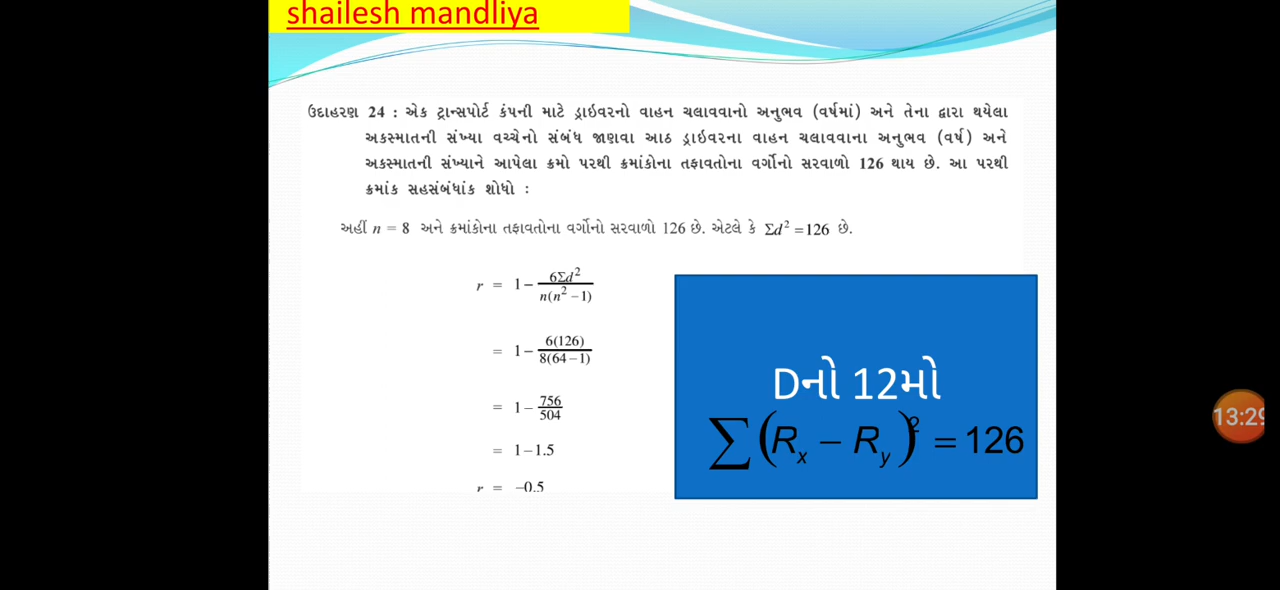 shailesh mandliya
ઉદાહરણ 24 : એક ટ્રાન્સપોર્ટ કંપની માટે ડ્રાઇવરનો વાહન ચલાવવાનો અનુભવ (વર્ષમાં) અને તેના દ્વારા થયેલા
અકસ્માતની સંખ્યા વચ્ચેનો સંબંધ જાણવા આઠ ડ્રાઇવરના વાહન ચલાવવાના અનુભવ (વર્ષ) અને
અકસ્માતની સંખ્યાને આપેલા ક્રમો પરથી ક્રમાંકોના તફાવતોના વર્ગોનો સરવાળો 126 થાય છે. આ પરથી
ક્રમાંક સહસંબંધાંક શોધો :
અહીં n = 8 અને ક્રમાંકોના તફાવતોના વર્ગોનો સરવાળો 126 છે. એટલે કે Σd² = 126 છે.
r = 1 − 6Σd² / n(n² − 1)
= 1 − 6(126) / 8(64 − 1)
= 1 − 756 / 504
= 1 − 1.5
r = −0.5
Dનો 12મો
∑(Rₓ − Rᵧ)² = 126
13:29